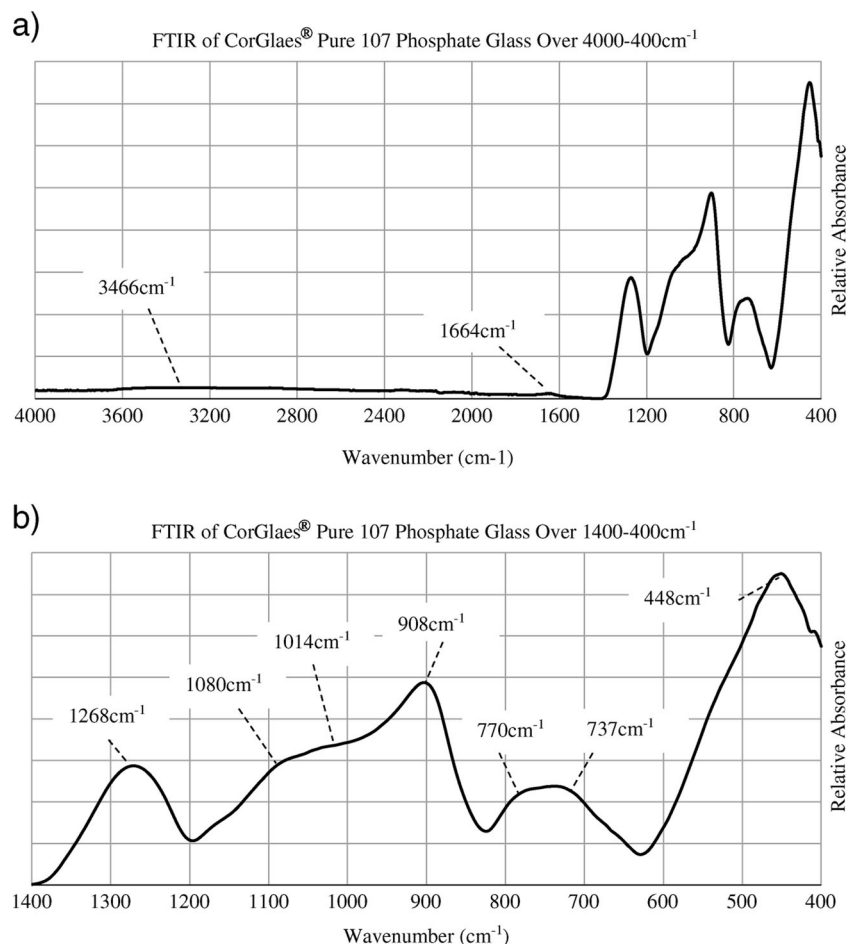 a)
FTIR of CorGlaes® Pure 107 Phosphate Glass Over 4000-400cm⁻¹
3466cm⁻¹
1664cm⁻¹
Relative Absorbance
4000 3600 3200 2800 2400 2000 1600 1200 800 400
Wavenumber (cm-1)
b)
FTIR of CorGlaes® Pure 107 Phosphate Glass Over 1400-400cm⁻¹
448cm⁻¹
908cm⁻¹
1014cm⁻¹
1080cm⁻¹
1268cm⁻¹
770cm⁻¹
737cm⁻¹
Relative Absorbance
1400 1300 1200 1100 1000 900 800 700 600 500 400
Wavenumber (cm⁻¹)